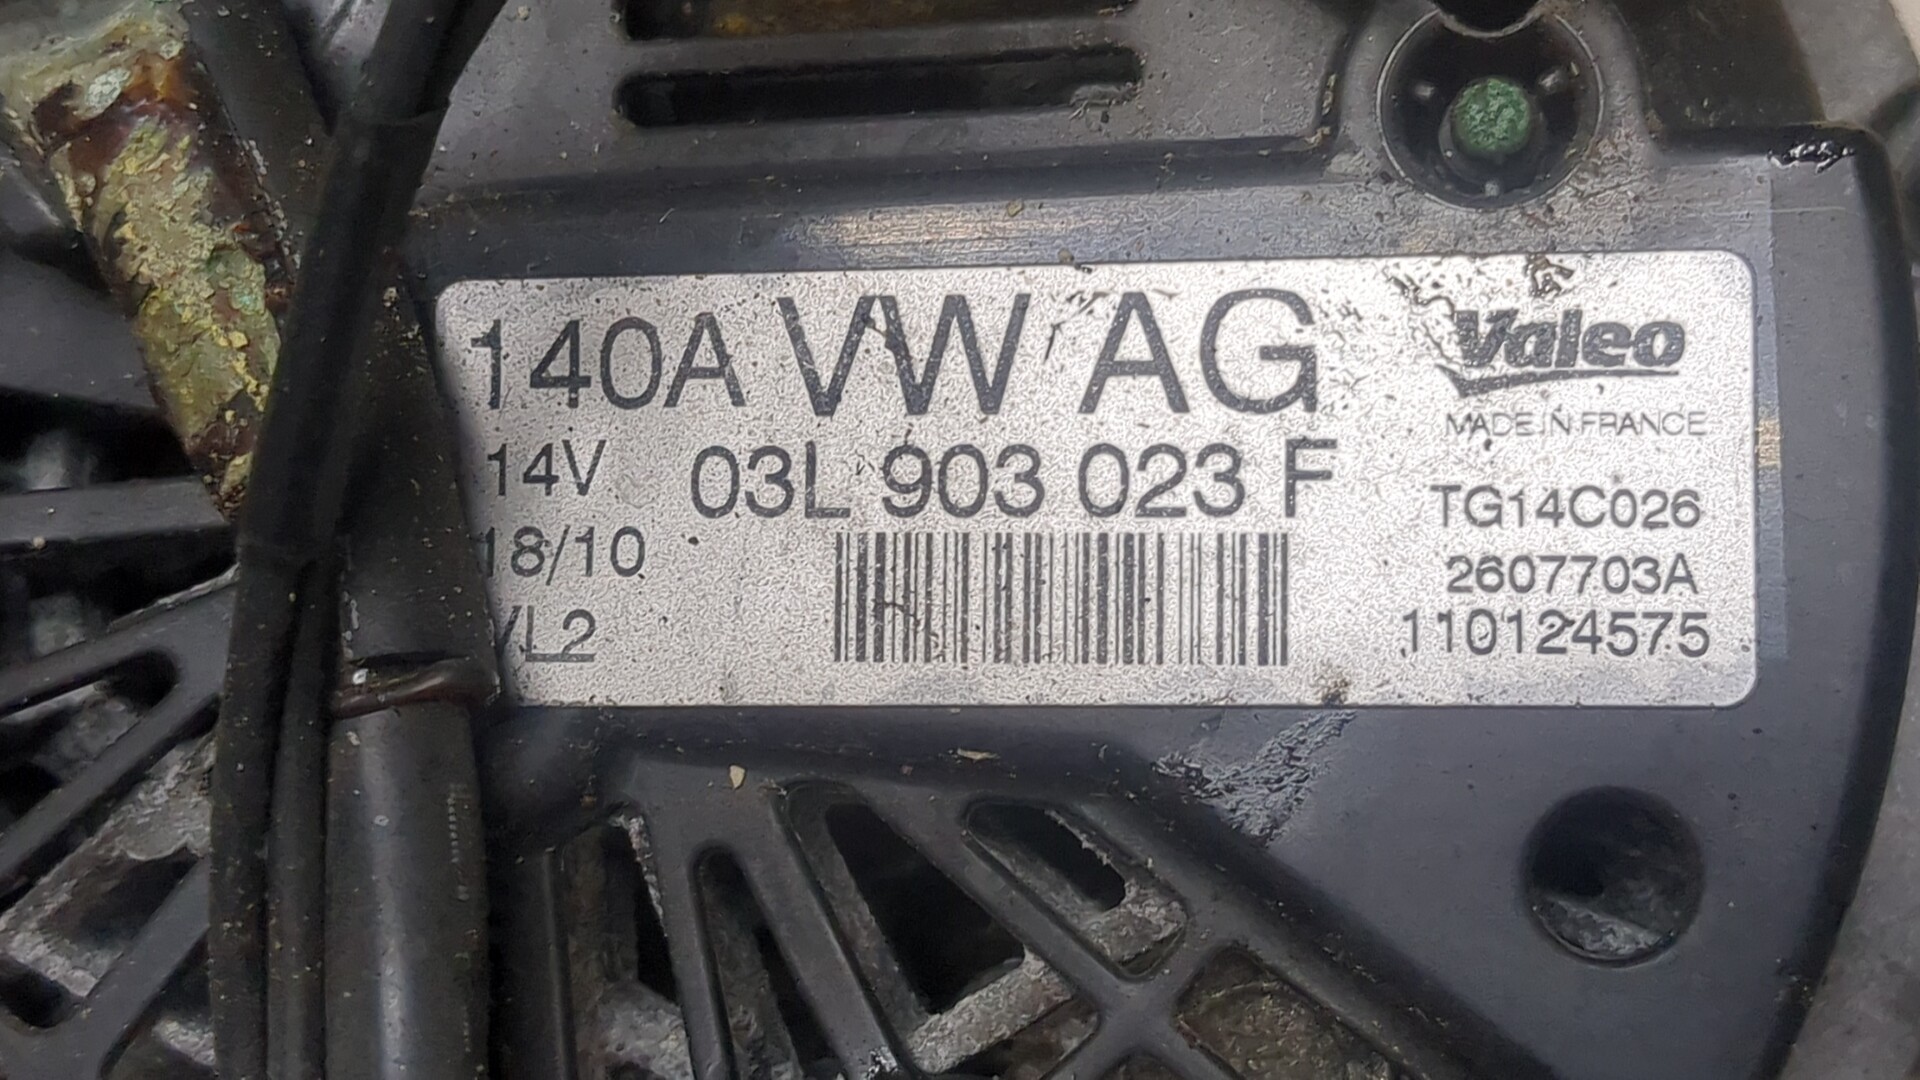 140A VW AG Valeo
MADE IN FRANCE
14V 03L 903 023 F TG14C026
18/10 2607703A
VL2 110124575